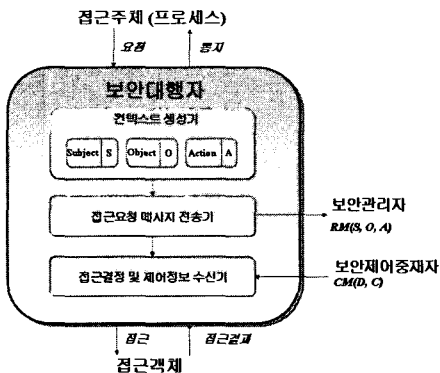 접근주체 (프로세스)
요청 통지
보안대행자
컨텍스트 생성기
Subject S Object O Action A
접근요청 메시지 전송기
보안관리자
RM(S, O, A)
접근결정 및 제어정보 수신기
보안제어중재자
CM(D, C)
접근 접근결과
접근객체